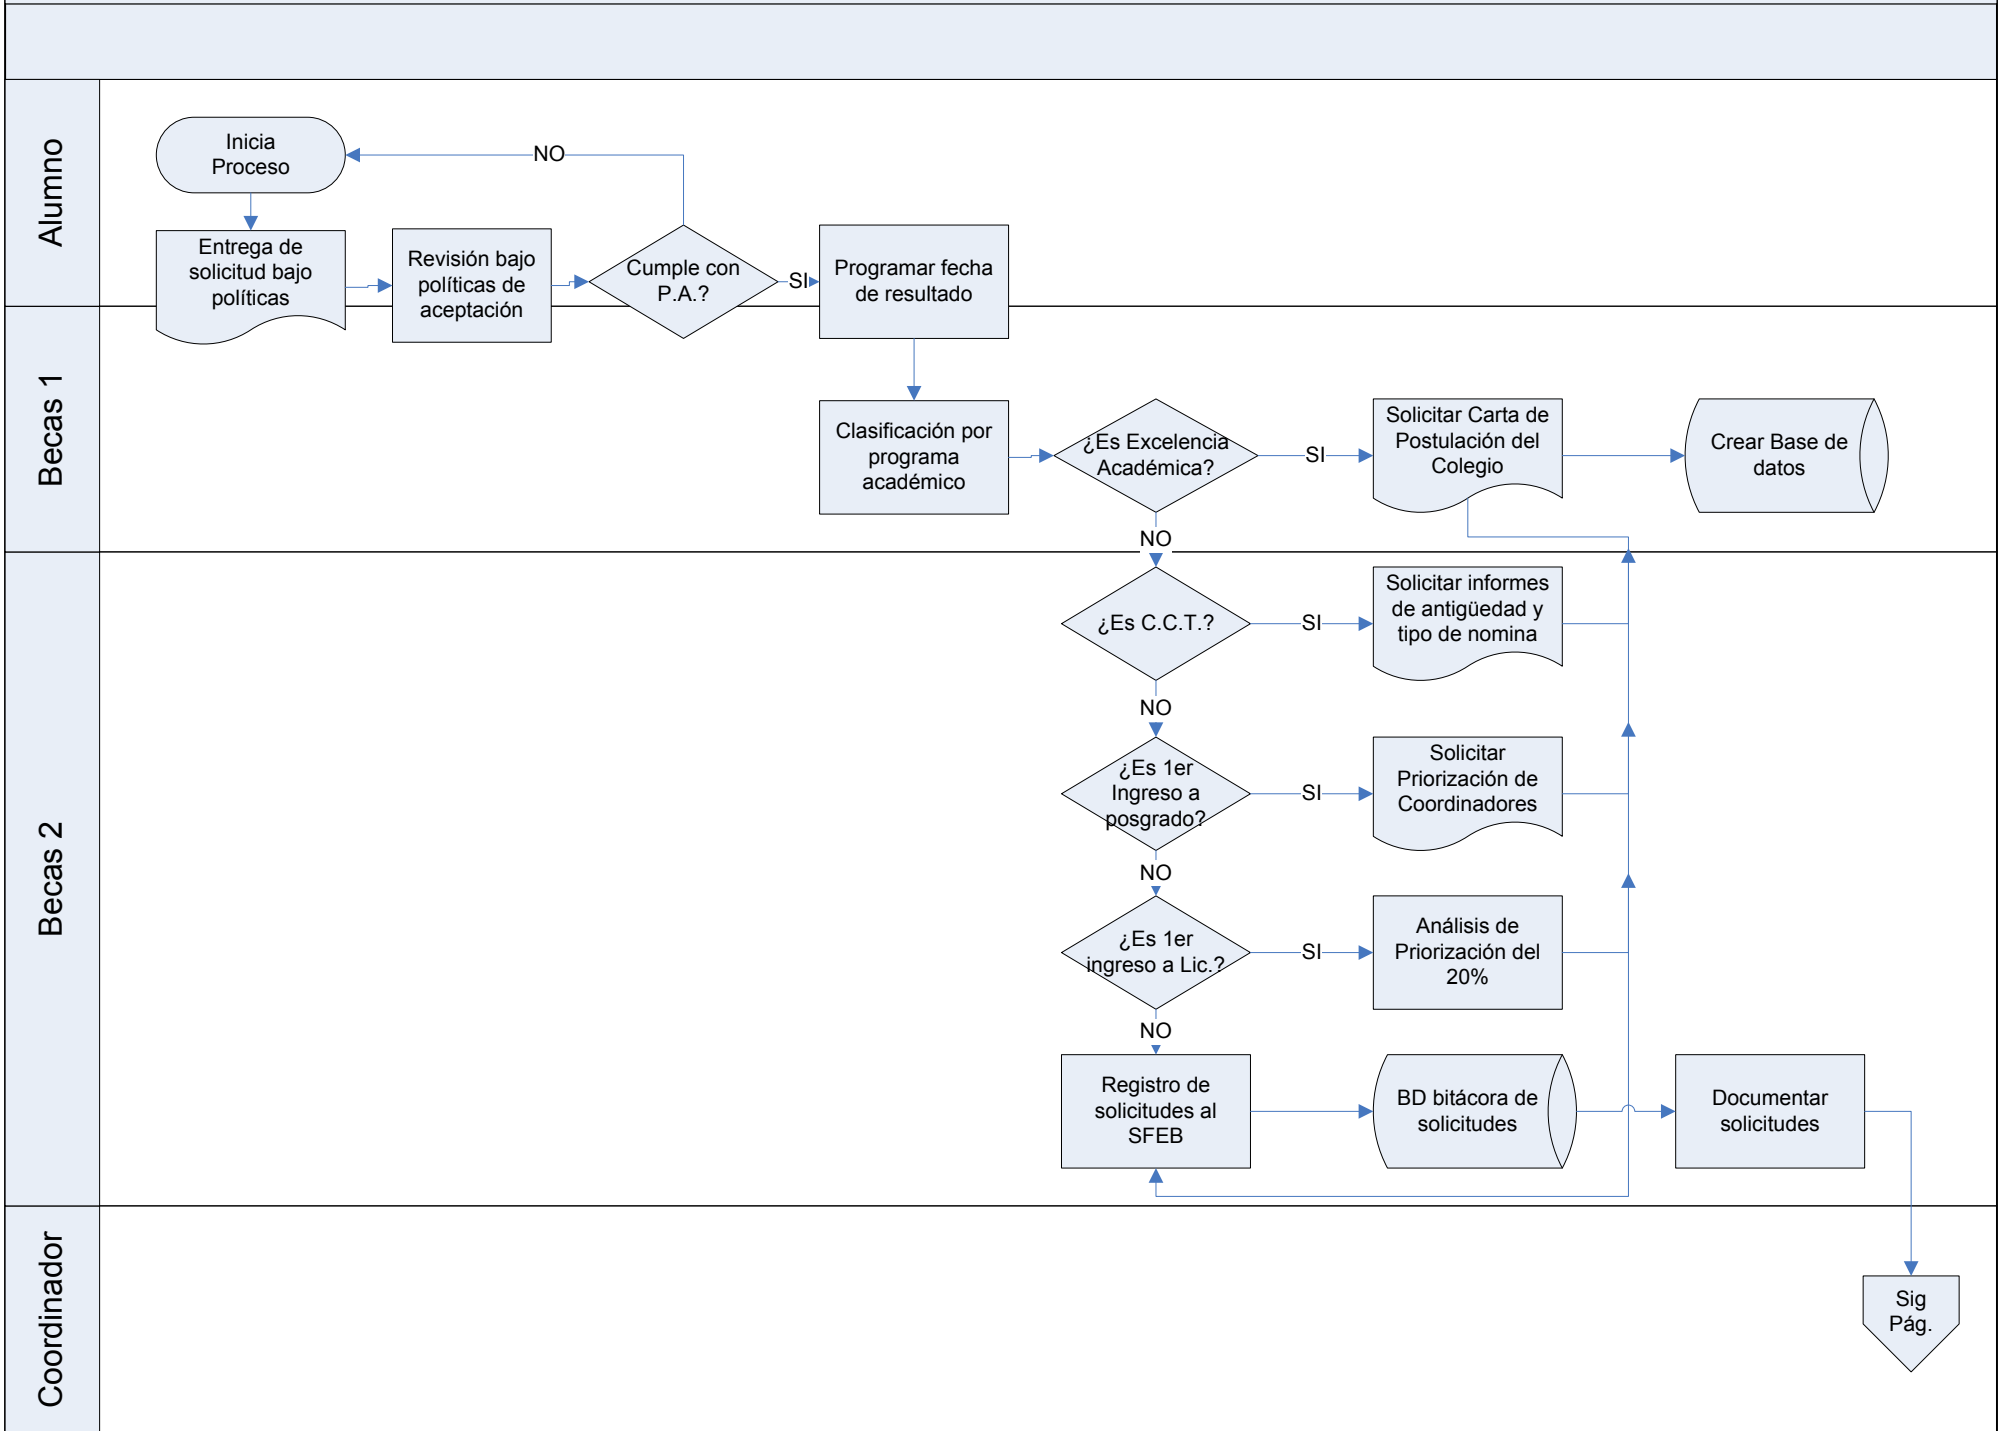 Alumno
Inicia
Proceso
NO
Entrega de
solicitud bajo
políticas
Revisión bajo
políticas de
aceptación
Cumple con
P.A.?
SI
Programar fecha
de resultado
Becas 1
Clasificación por
programa
académico
¿Es Excelencia
Académica?
SI
Solicitar Carta de
Postulación del
Colegio
Crear Base de
datos
NO
Becas 2
¿Es C.C.T.?
SI
Solicitar informes
de antigüedad y
tipo de nomina
NO
¿Es 1er
Ingreso a
posgrado?
SI
Solicitar
Priorización de
Coordinadores
NO
¿Es 1er
ingreso a Lic.?
SI
Análisis de
Priorización del
20%
NO
Registro de
solicitudes al
SFEB
BD bitácora de
solicitudes
Documentar
solicitudes
Coordinador
Sig
Pág.